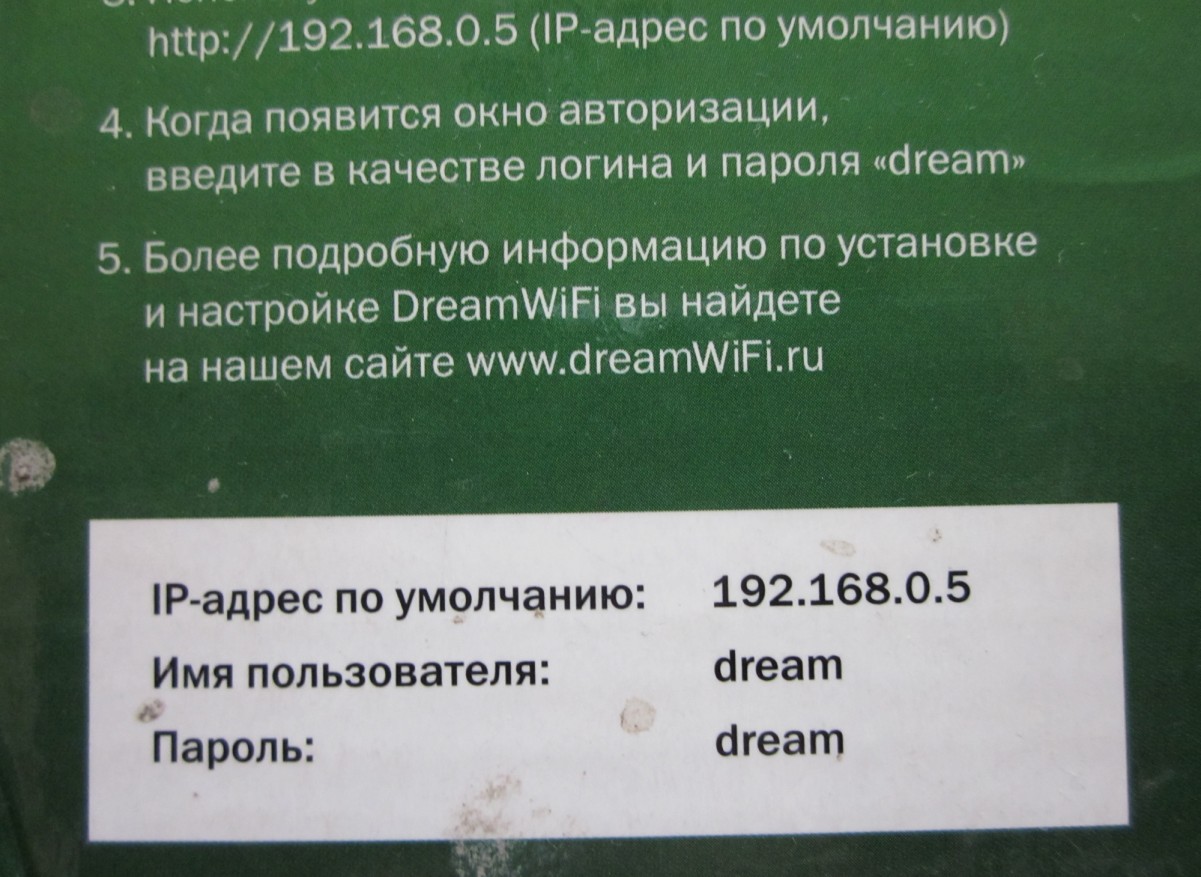 http://192.168.0.5 (IP-адрес по умолчанию)
4. Когда появится окно авторизации,
введите в качестве логина и пароля «dream»
5. Более подробную информацию по установке
и настройке DreamWiFi вы найдете
на нашем сайте www.dreamWiFi.ru
IP-адрес по умолчанию: 192.168.0.5
Имя пользователя: dream
Пароль: dream